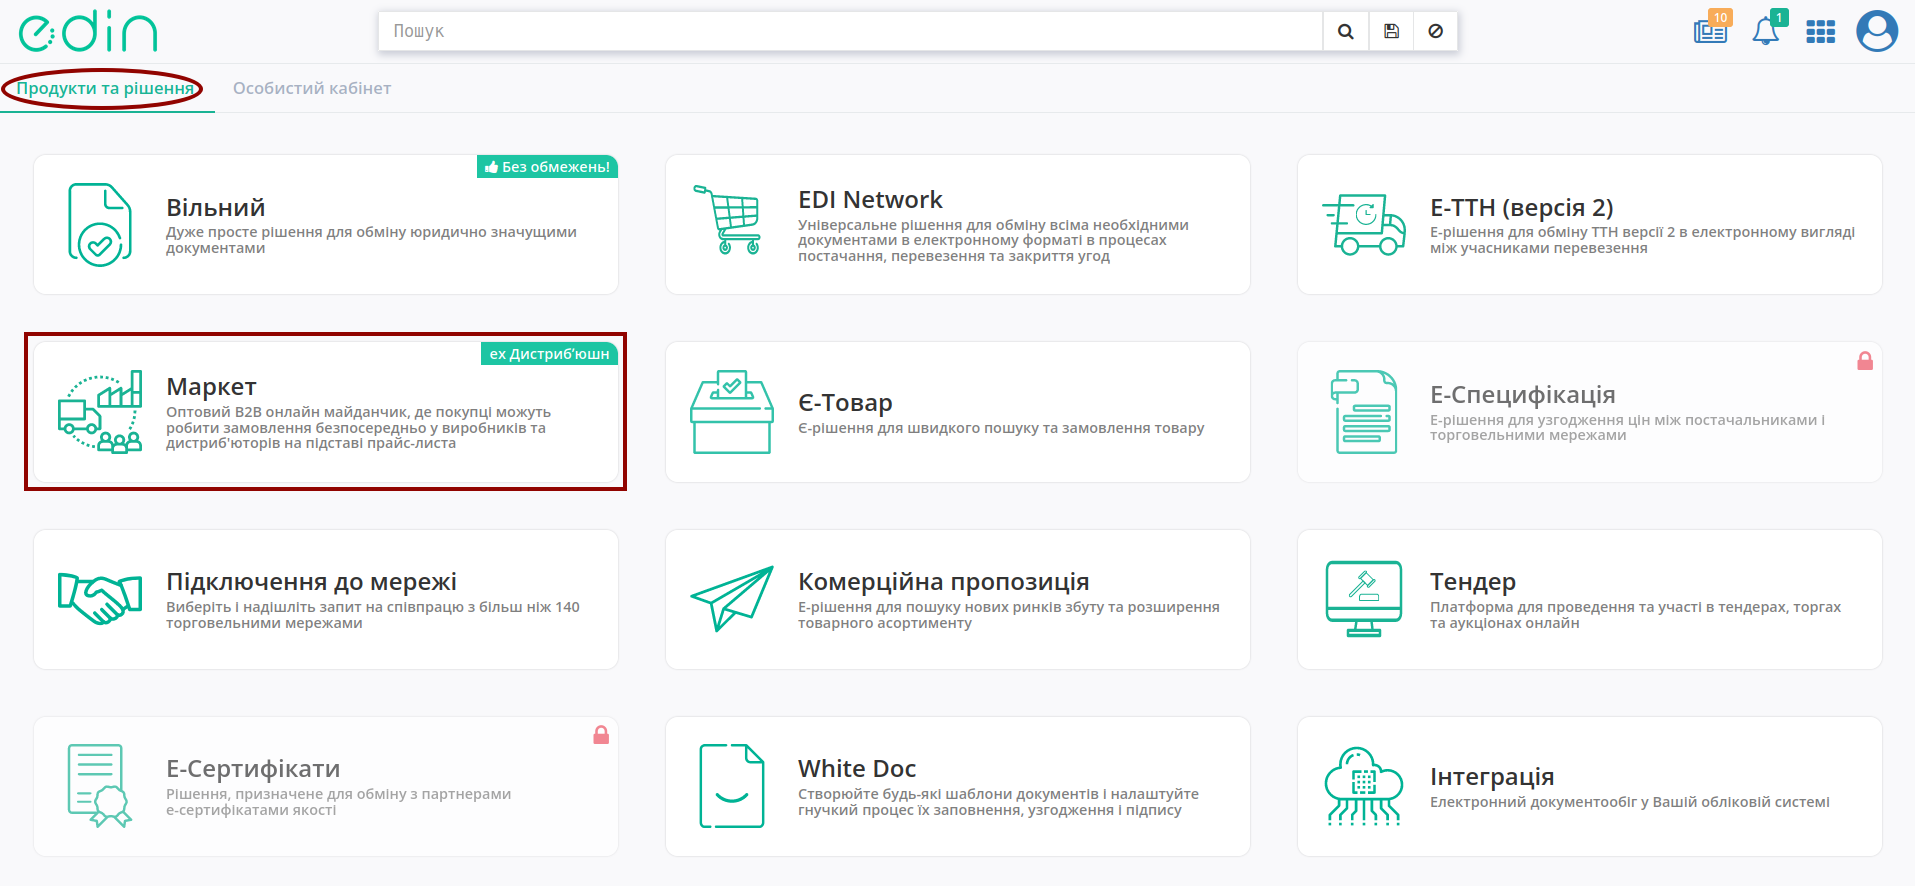 edin
Пошук
10
1
Продукти та рішення
Особистий кабінет
Без обмежень!
Вільний
Дуже просте рішення для обміну юридично значущими
документами
EDI Network
Універсальне рішення для обміну всіма необхідними
документами в електронному форматі в процесах
постачання, перевезення та закриття угод
Е-ТТН (версія 2)
Е-рішення для обміну ТТН версії 2 в електронному вигляді
між учасниками перевезення
ех Дистриб'юшн
Маркет
Оптовий В2В онлайн майданчик, де покупці можуть
робити замовлення безпосередньо у виробників та
дистриб'юторів на підставі прайс-листа
Є-Товар
Є-рішення для швидкого пошуку та замовлення товару
Е-Специфікація
Е-рішення для узгодження цін між постачальниками і
торговельними мережами
Підключення до мережі
Виберіть і надішліть запит на співпрацю з більш ніж 140
торговельними мережами
Комерційна пропозиція
Е-рішення для пошуку нових ринків збуту та розширення
товарного асортименту
Тендер
Платформа для проведення та участі в тендерах, торгах
та аукціонах онлайн
Е-Сертифікати
Рішення, призначене для обміну з партнерами
е-сертифікатами якості
White Doc
Створюйте будь-які шаблони документів і налаштуйте
гнучкий процес їх заповнення, узгодження і підпису
Інтеграція
Електронний документообіг у Вашій обліковій системі